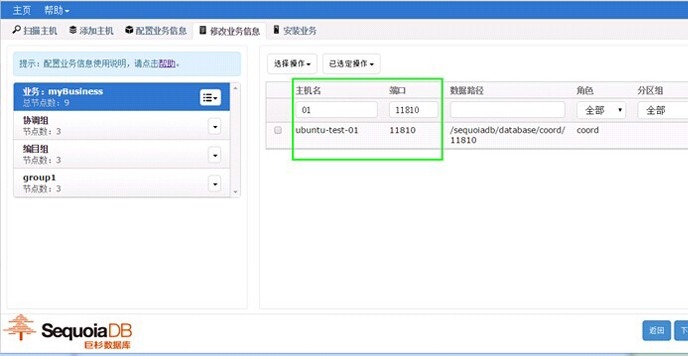 主页 帮助
扫描主机 添加主机 配置业务信息 修改业务信息 安装业务
提示：配置业务信息使用说明，请点击帮助。
业务：myBusiness
总节点数：9
协调组
节点数：3
编目组
节点数：3
group1
节点数：3
选择操作 已选定操作
主机名 端口 数据路径 角色 分区组
01 11810 全部 全部
ubuntu-test-01 11810 /sequoiadb/database/coord/ coord
11810
SequoiaDB
巨杉数据库
返回 下